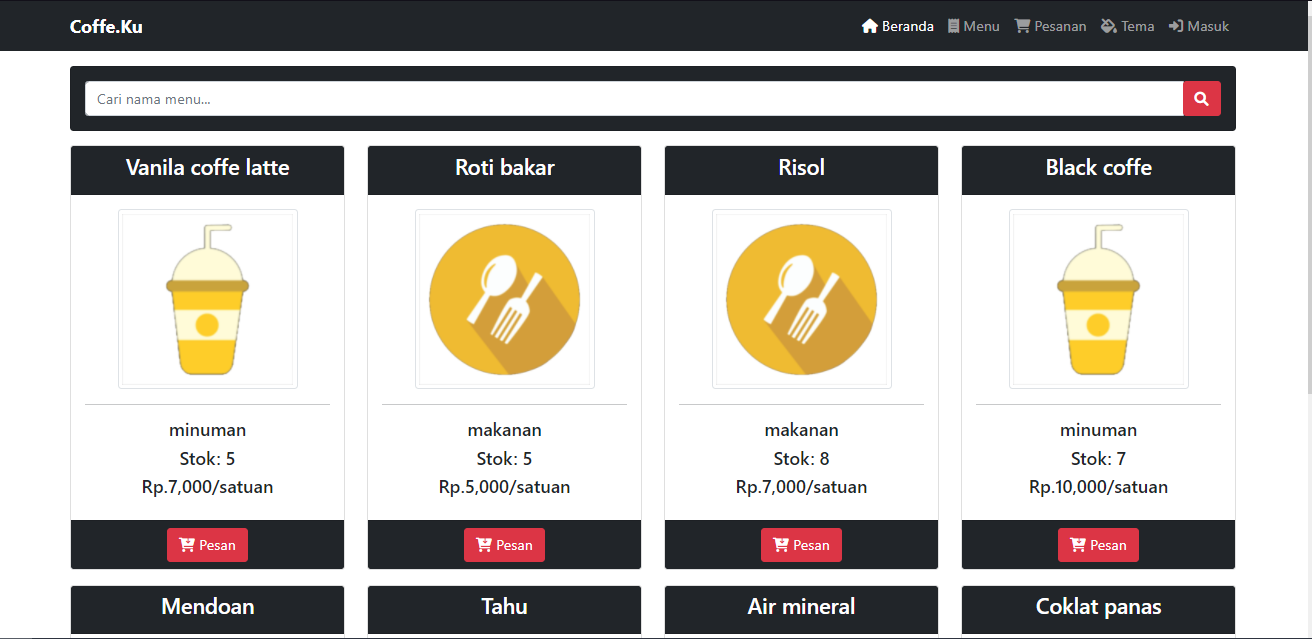 Coffe.Ku
Beranda Menu Pesanan Tema Masuk
Cari nama menu...
Vanila coffe latte
minuman
Stok: 5
Rp.7,000/satuan
Pesan
Roti bakar
makanan
Stok: 5
Rp.5,000/satuan
Pesan
Risol
makanan
Stok: 8
Rp.7,000/satuan
Pesan
Black coffe
minuman
Stok: 7
Rp.10,000/satuan
Pesan
Mendoan
Tahu
Air mineral
Coklat panas